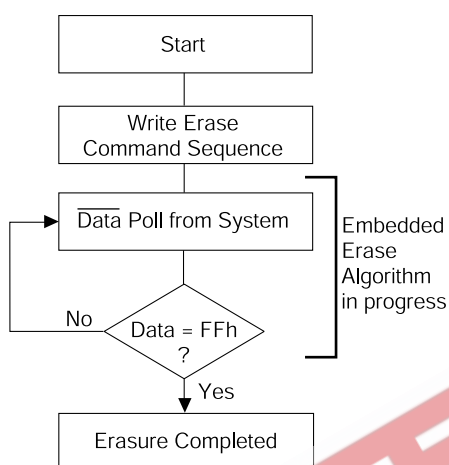 Start
Write Erase
Command Sequence
Data Poll from System
Embedded
Erase
Algorithm
in progress
No
Data = FFh
?
Yes
Erasure Completed